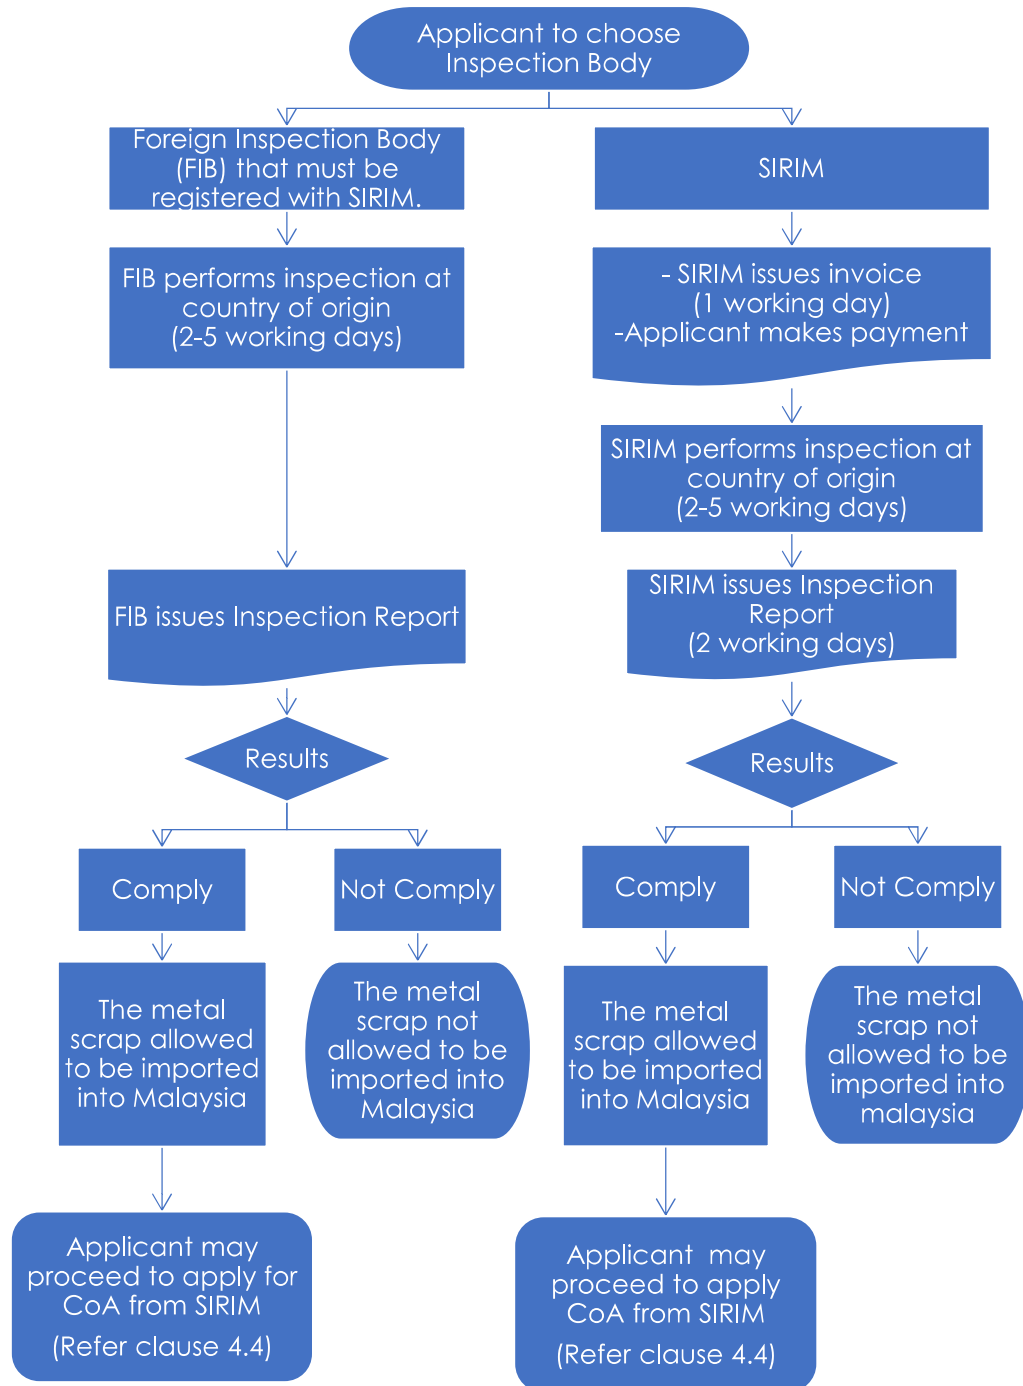 Applicant to choose
Inspection Body
Foreign Inspection Body
(FIB) that must be
registered with SIRIM.
FIB performs inspection at
country of origin
(2-5 working days)
FIB issues Inspection Report
Results
Comply
Not Comply
The metal
scrap allowed
to be imported
into Malaysia
The metal
scrap not
allowed to be
imported into
Malaysia
Applicant may
proceed to apply for
CoA from SIRIM
(Refer clause 4.4)
SIRIM
- SIRIM issues invoice
(1 working day)
-Applicant makes payment
SIRIM performs inspection at
country of origin
(2-5 working days)
SIRIM issues Inspection
Report
(2 working days)
Results
Comply
Not Comply
The metal
scrap allowed
to be imported
into Malaysia
The metal
scrap not
allowed to be
imported into
malaysia
Applicant  may
proceed to apply
CoA from SIRIM
(Refer clause 4.4)